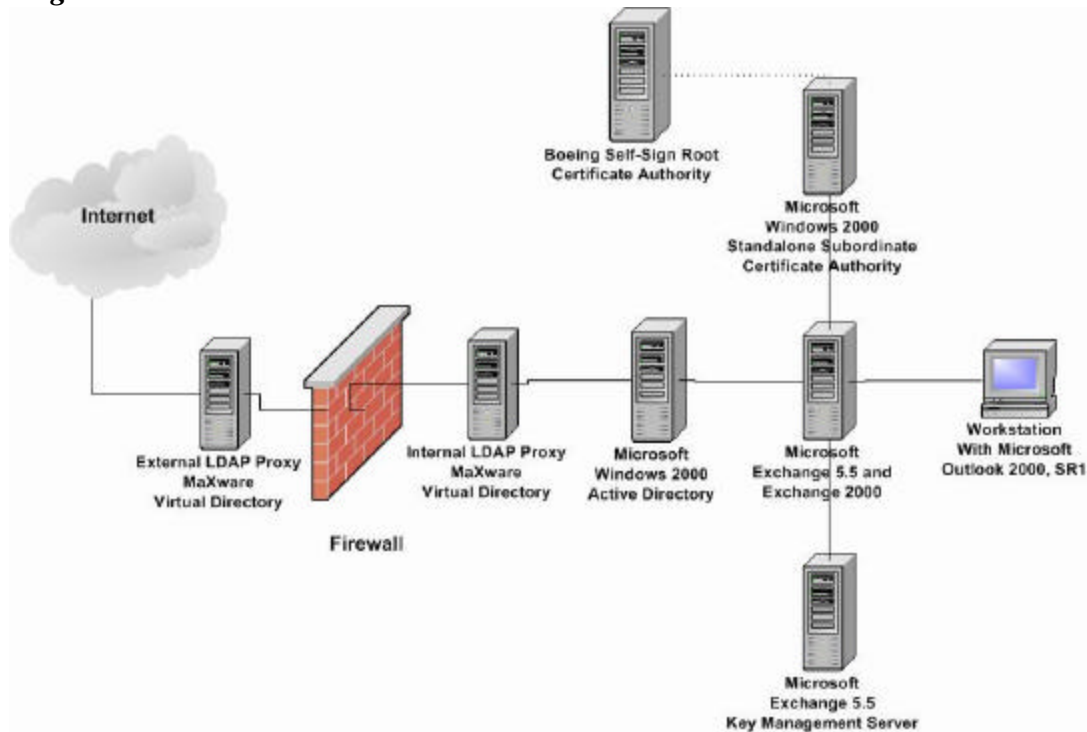 Boeing Self-Sign Root
Certificate Authority
Microsoft
Windows 2000
Standalone Subordinate
Certificate Authority
Internet
External LDAP Proxy
MaXware
Virtual Directory
Firewall
Internal LDAP Proxy
MaXware
Virtual Directory
Microsoft
Windows 2000
Active Directory
Microsoft
Exchange 5.5 and
Exchange 2000
Workstation
With Microsoft
Outlook 2000, SR1
Microsoft
Exchange 5.5
Key Management Server